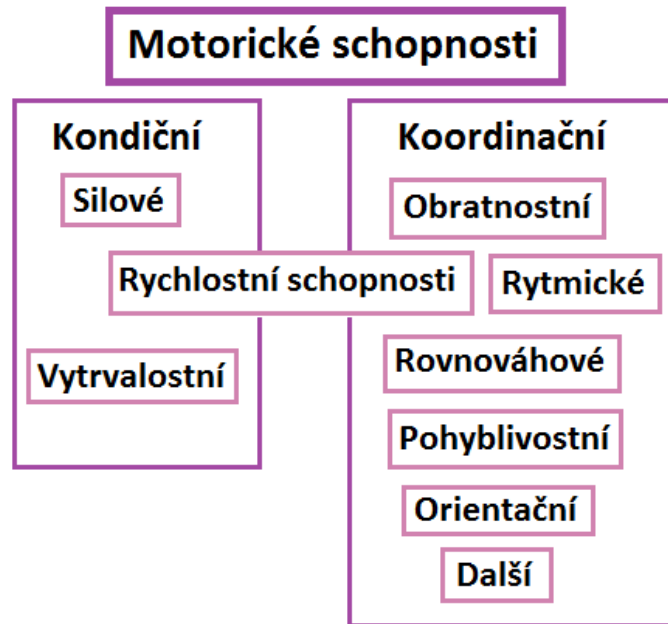 Motorické schopnosti
Kondiční
Silové
Rychlostní schopnosti
Vytrvalostní
Koordinační
Obratnostní
Rytmické
Rovnováhové
Pohyblivostní
Orientační
Další